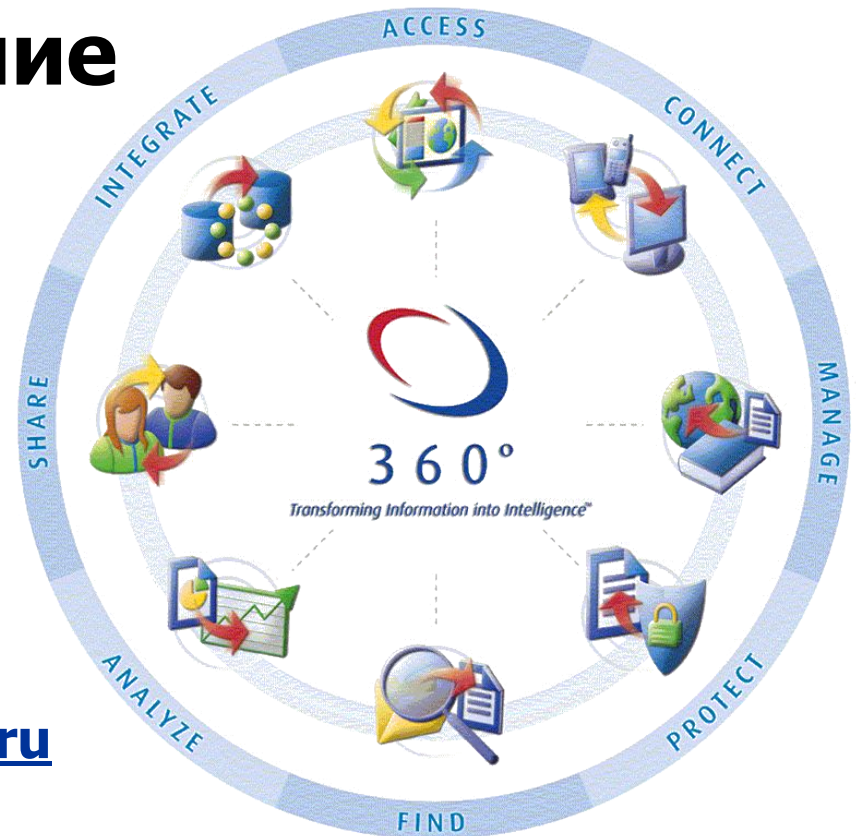 ние
ACCESS
CONNECT
MANAGE
PROTECT
FIND
ANALYZE
SHARE
INTEGRATE
360°
Transforming Information into Intelligence™
ru